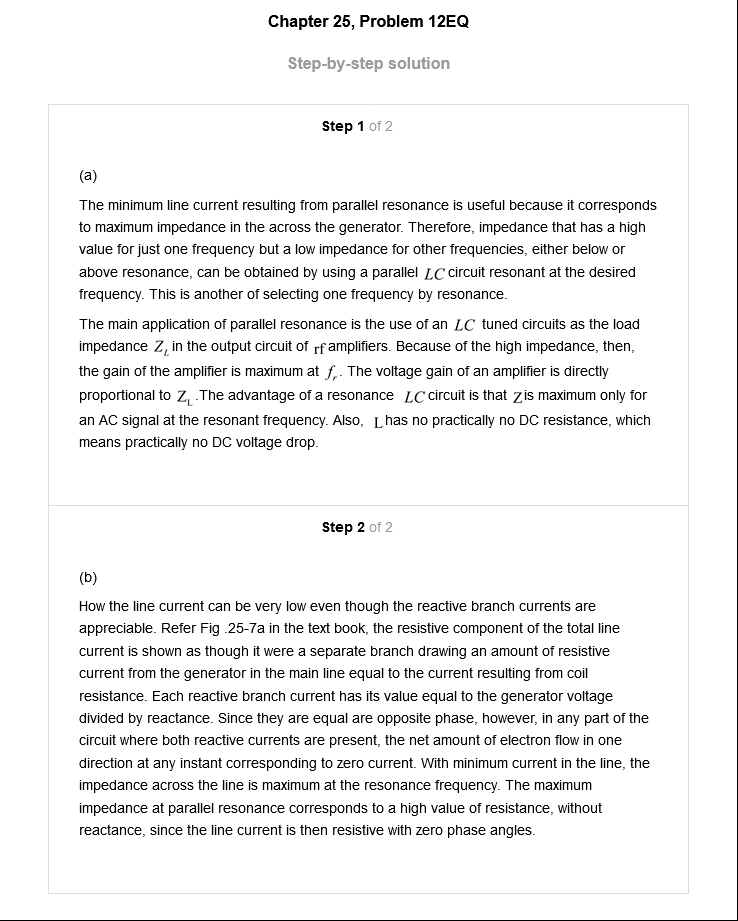 Chapter 25, Problem 12EQ
Step-by-step solution
Step 1 of 2
(a)
The minimum line current resulting from parallel resonance is useful because it corresponds
to maximum impedance in the across the generator. Therefore, impedance that has a high
value for just one frequency but a low impedance for other frequencies, either below or
above resonance, can be obtained by using a parallel LC circuit resonant at the desired
frequency. This is another of selecting one frequency by resonance.
The main application of parallel resonance is the use of an LC tuned circuits as the load
impedance Z_L in the output circuit of rf amplifiers. Because of the high impedance, then,
the gain of the amplifier is maximum at f_r. The voltage gain of an amplifier is directly
proportional to Z_L .The advantage of a resonance LC circuit is that Z is maximum only for
an AC signal at the resonant frequency. Also, L has no practically no DC resistance, which
means practically no DC voltage drop.
Step 2 of 2
(b)
How the line current can be very low even though the reactive branch currents are
appreciable. Refer Fig .25-7a in the text book, the resistive component of the total line
current is shown as though it were a separate branch drawing an amount of resistive
current from the generator in the main line equal to the current resulting from coil
resistance. Each reactive branch current has its value equal to the generator voltage
divided by reactance. Since they are equal are opposite phase, however, in any part of the
circuit where both reactive currents are present, the net amount of electron flow in one
direction at any instant corresponding to zero current. With minimum current in the line, the
impedance across the line is maximum at the resonance frequency. The maximum
impedance at parallel resonance corresponds to a high value of resistance, without
reactance, since the line current is then resistive with zero phase angles.